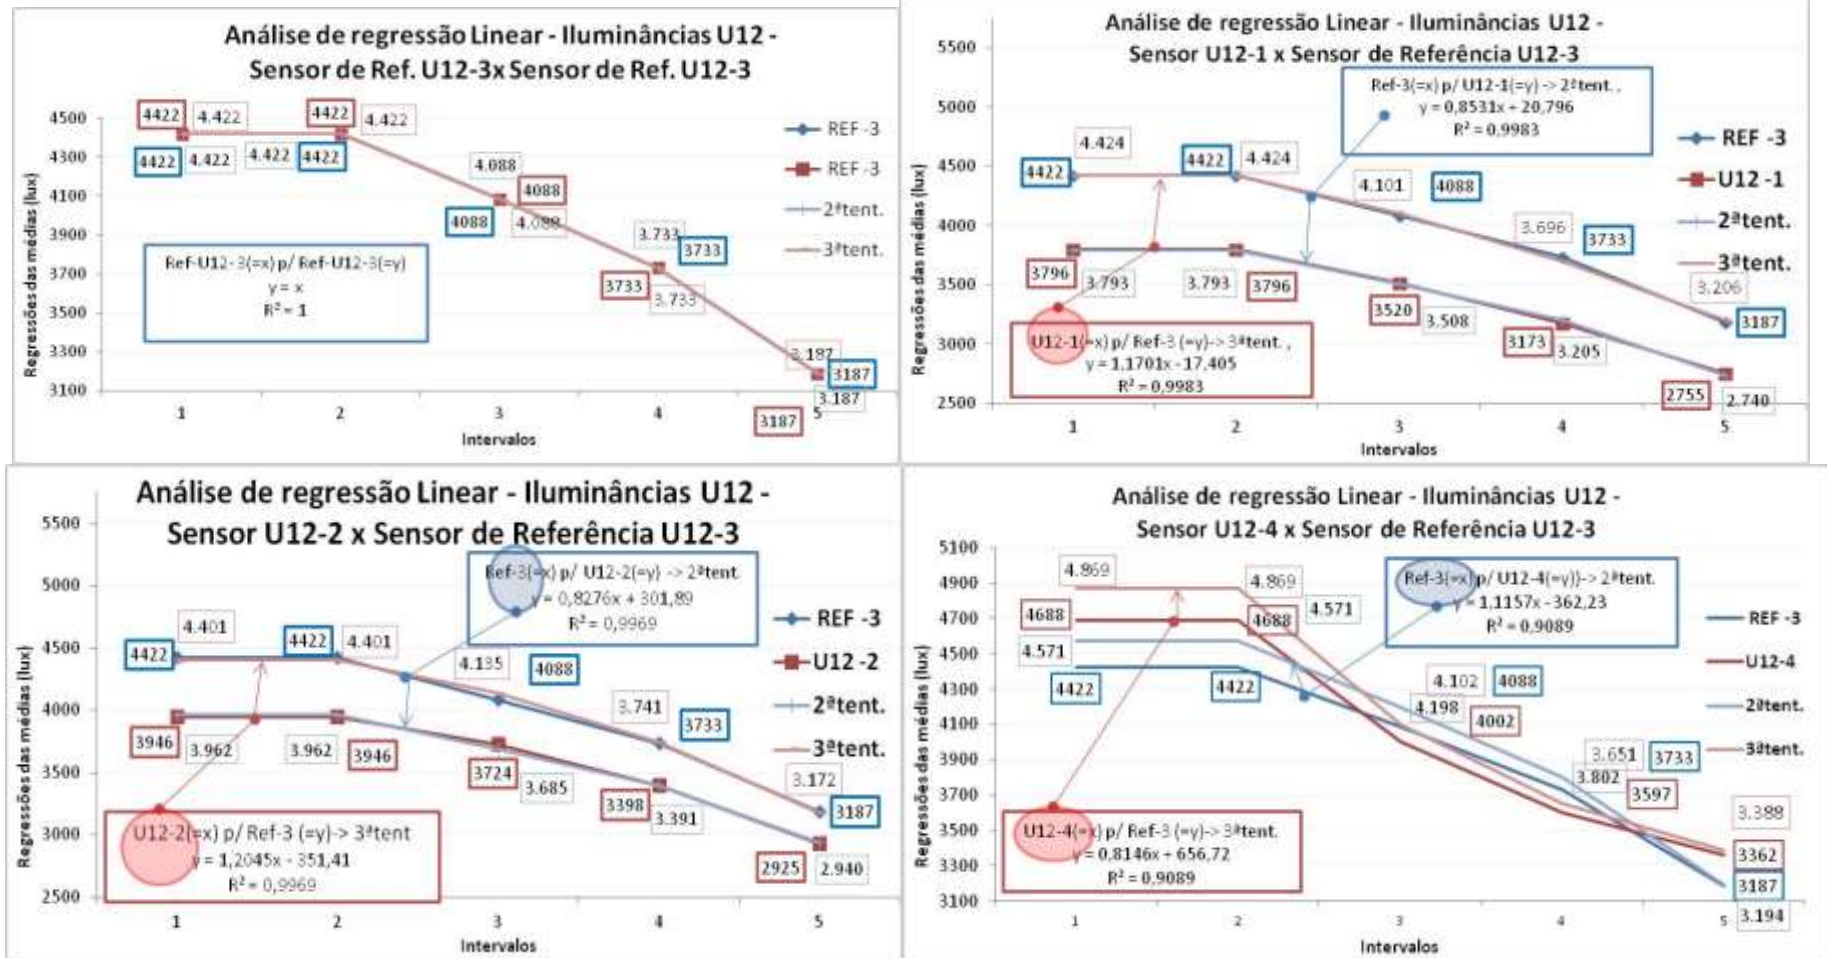 Análise de regressão Linear - Iluminâncias U12 -
Sensor de Ref. U12-3x Sensor de Ref. U12-3
Regressões das médias (lux)
4500
4300
4100
3900
3700
3500
3300
3100
4422
4.422
4422
4.422
4422
4.422
4.422
4422
4.088
4088
4088
4.088
3.733
3733
3733
3.733
3.187
3187
3.187
3187
REF -3
REF -3
2ªtent.
3ªtent.
Ref-U12-3(=x) p/ Ref-U12-3(=y)
y = x
R² = 1
1 2 3 4 5
Intervalos
Análise de regressão Linear - Iluminâncias U12 -
Sensor U12-1 x Sensor de Referência U12-3
Regressões das médias (lux)
5500
5000
4500
4000
3500
3000
2500
Ref-3(=x) p/ U12-1(=y) -> 2ªtent. ,
y = 0,8531x + 20,796
R² = 0,9983
4.424
4422
4422
4.424
4.101
4088
3.696
3733
3.206
3187
3796
3.793
3.793
3796
3520
3.508
3173
3.205
2755
2.740
REF -3
U12 -1
2ªtent.
3ªtent.
U12-1(=x) p/ Ref-3 (=y)-> 3ªtent. ,
y = 1,1701x - 17,405
R² = 0,9983
1 2 3 4 5
Intervalos
Análise de regressão Linear - Iluminâncias U12 -
Sensor U12-2 x Sensor de Referência U12-3
Regressões das médias (lux)
5500
5000
4500
4000
3500
3000
2500
Ref-3(=x) p/ U12-2(=y) -> 2ªtent.
y = 0,8276x + 301,89
R² = 0,9969
4.401
4422
4422
4.401
4.135
4088
3.741
3733
3.172
3187
3946
3.962
3.962
3946
3724
3.685
3398
3.391
2925
2.940
REF -3
U12 -2
2ªtent.
3ªtent.
U12-2(=x) p/ Ref-3 (=y)-> 3ªtent
y = 1,2045x - 351,41
R² = 0,9969
1 2 3 4 5
Intervalos
Análise de regressão Linear - Iluminâncias U12 -
Sensor U12-4 x Sensor de Referência U12-3
Regressões das médias (lux)
5100
4900
4700
4500
4300
4100
3900
3700
3500
3300
3100
Ref-3(=x) p/ U12-4(=y))-> 2ªtent.
y = 1,1157x - 362,23
R² = 0,9089
4.869
4.869
4688
4688
4.571
4.571
4422
4422
4.102
4088
4.198
4002
3.651
3733
3.802
3597
3.388
3362
3187
3.194
REF -3
U12-4
2ªtent.
3ªtent.
U12-4(=x) p/ Ref-3 (=y)-> 3ªtent.
y = 0,8146x + 656,72
R² = 0,9089
1 2 3 4 5
Intervalos